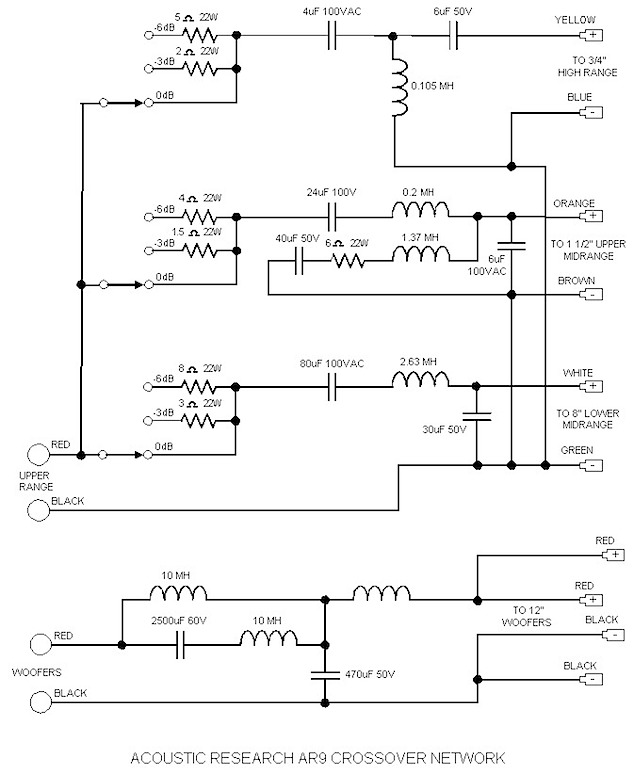 5 Ω 22W
-6dB
2 Ω 22W
-3dB
0dB
4uF 100VAC
6uF 50V
0.105 MH
YELLOW
+
TO 3/4"
HIGH RANGE
BLUE
-
4 Ω 22W
-6dB
1.5 Ω 22W
-3dB
0dB
24uF 100V
0.2 MH
40uF 50V
6 Ω 22W
1.37 MH
6uF
100VAC
ORANGE
+
TO 1 1/2" UPPER
MIDRANGE
BROWN
-
8 Ω 22W
-6dB
3 Ω 22W
-3dB
0dB
80uF 100VAC
2.63 MH
30uF 50V
WHITE
+
TO 8" LOWER
MIDRANGE
GREEN
-
RED
UPPER
RANGE
BLACK
10 MH
2500uF 60V
10 MH
470uF 50V
RED
WOOFERS
BLACK
RED
+
RED
+
TO 12"
WOOFERS
BLACK
-
BLACK
-
ACOUSTIC RESEARCH AR9 CROSSOVER NETWORK